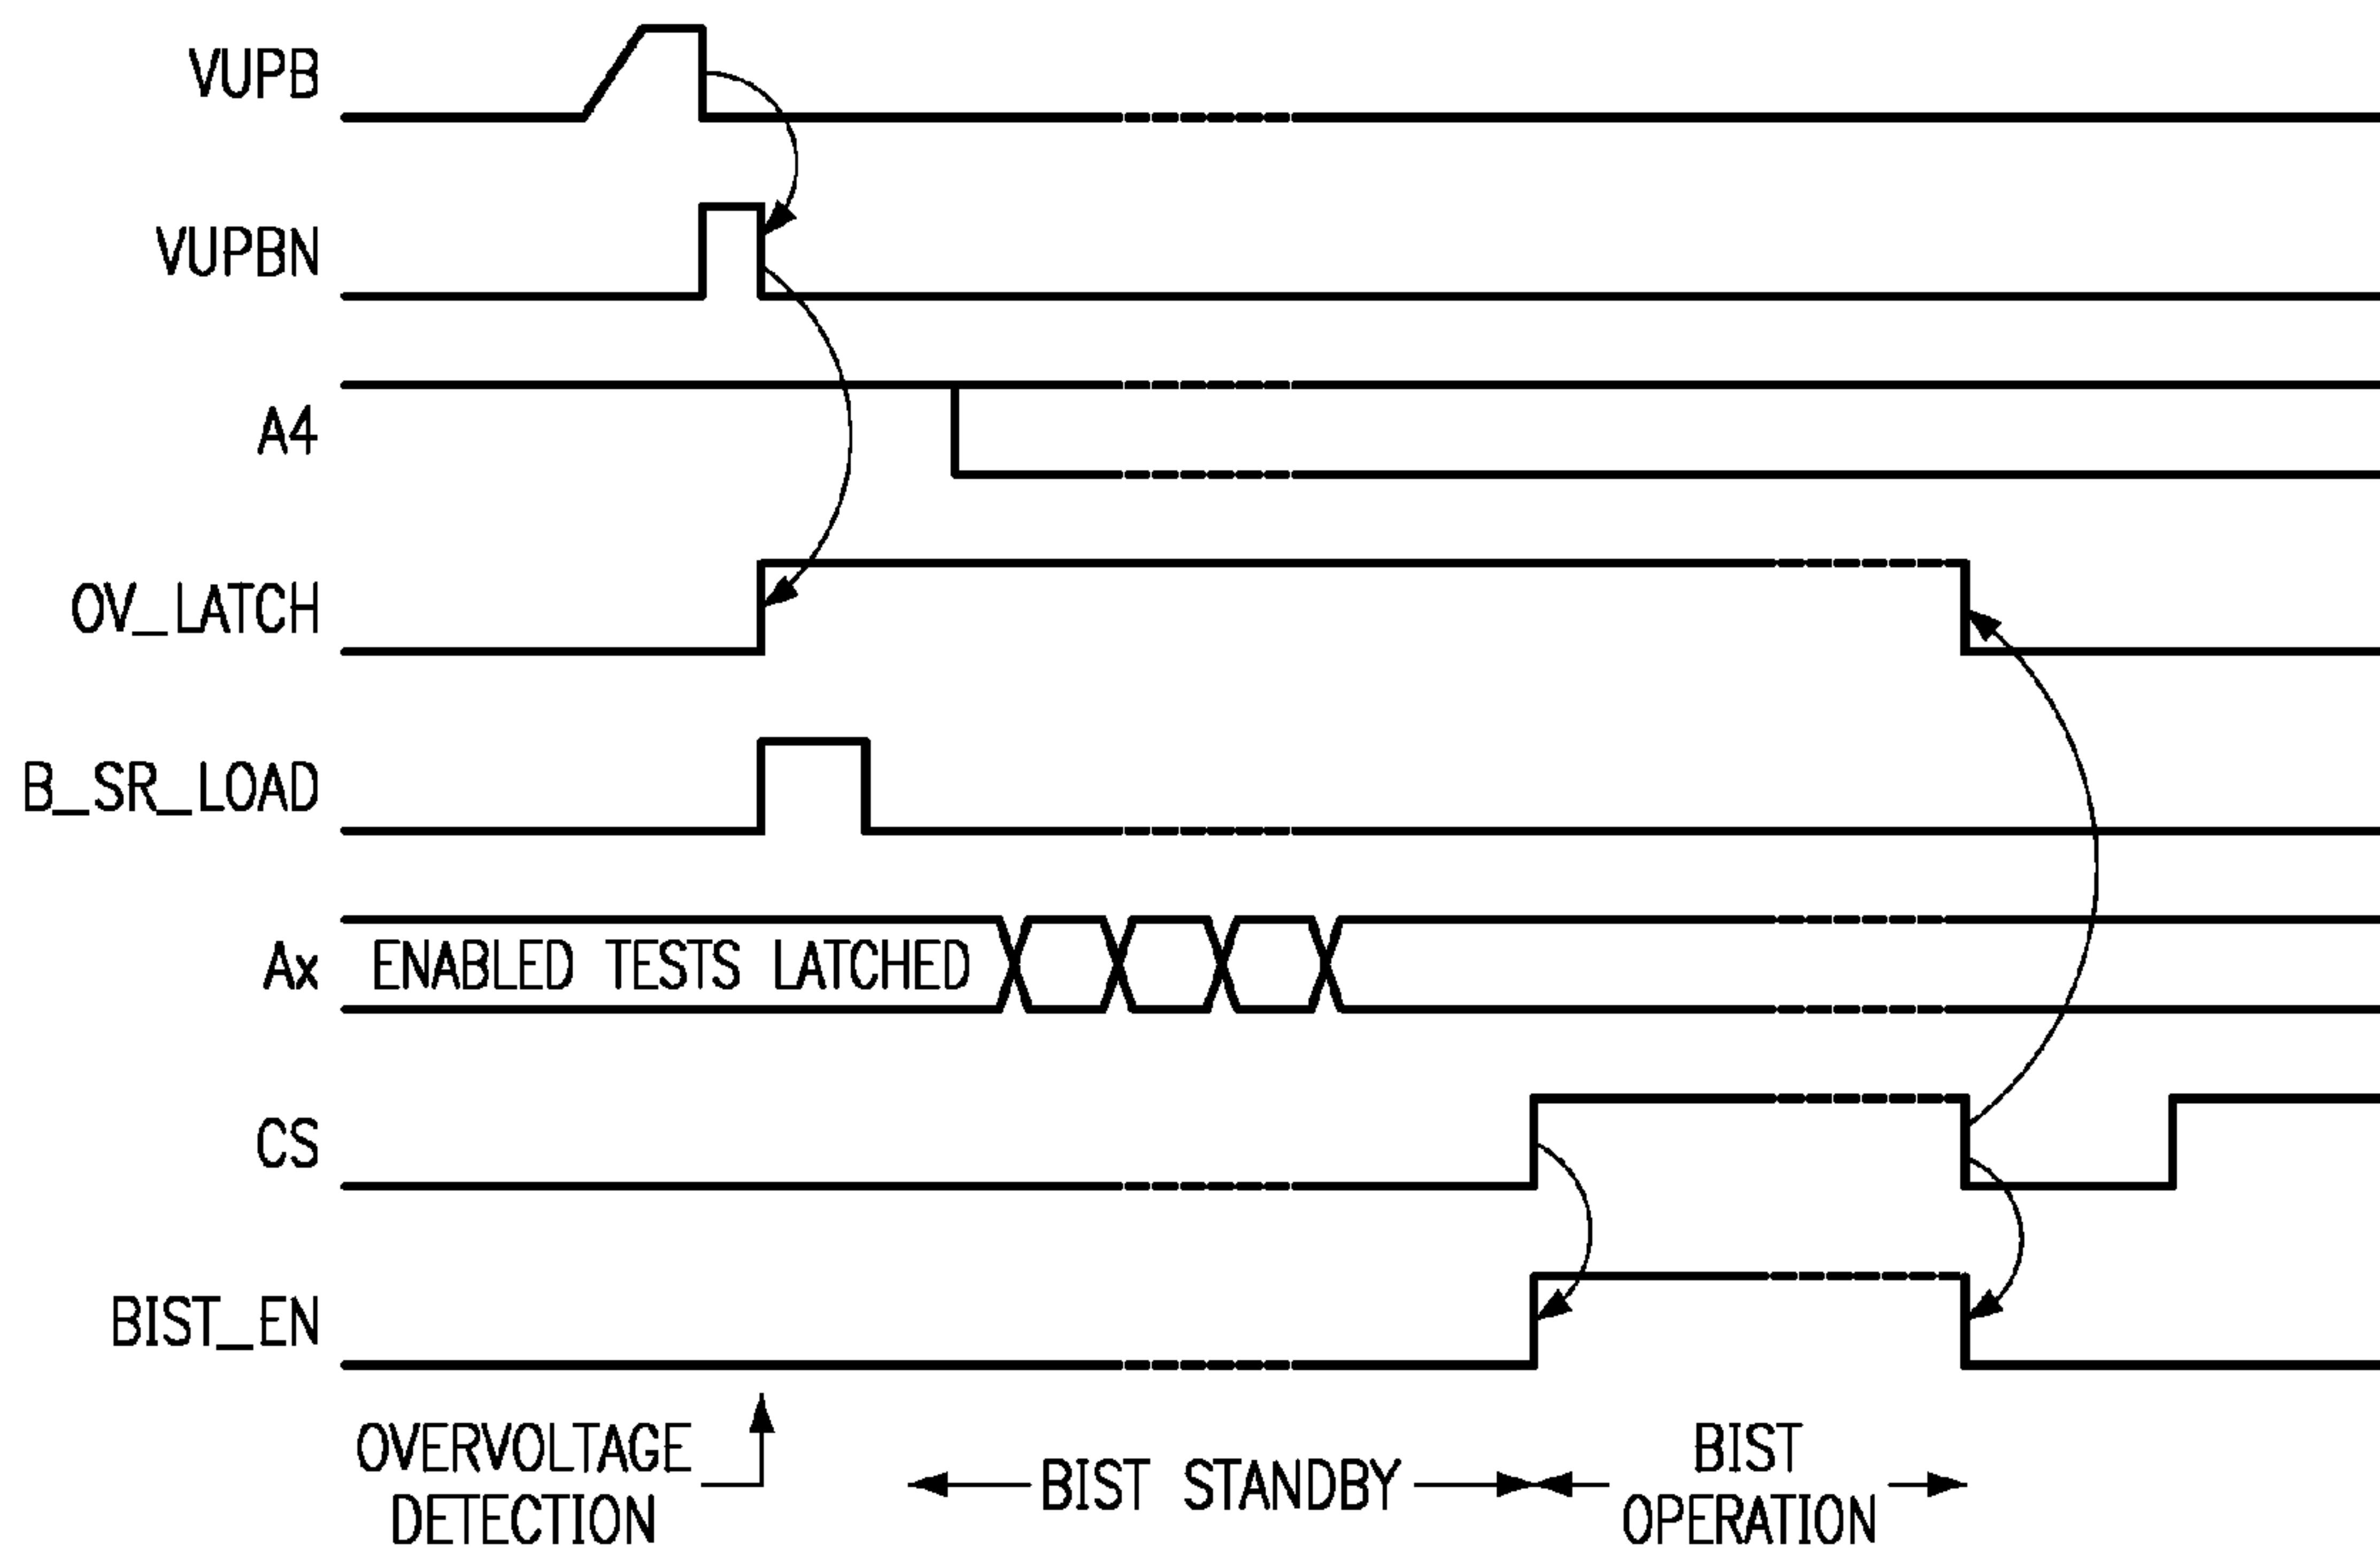 VUPB
VUPBN
A4
OV_LATCH
B_SR_LOAD
Ax ENABLED TESTS LATCHED
CS
BIST_EN
OVERVOLTAGE
DETECTION
BIST STANDBY
BIST
OPERATION